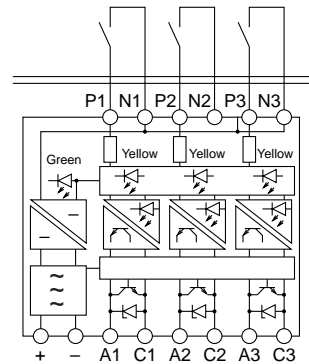 P1 N1 P2 N2 P3 N3
Green Yellow Yellow Yellow
– –
~
~
~
+ – A1 C1 A2 C2 A3 C3